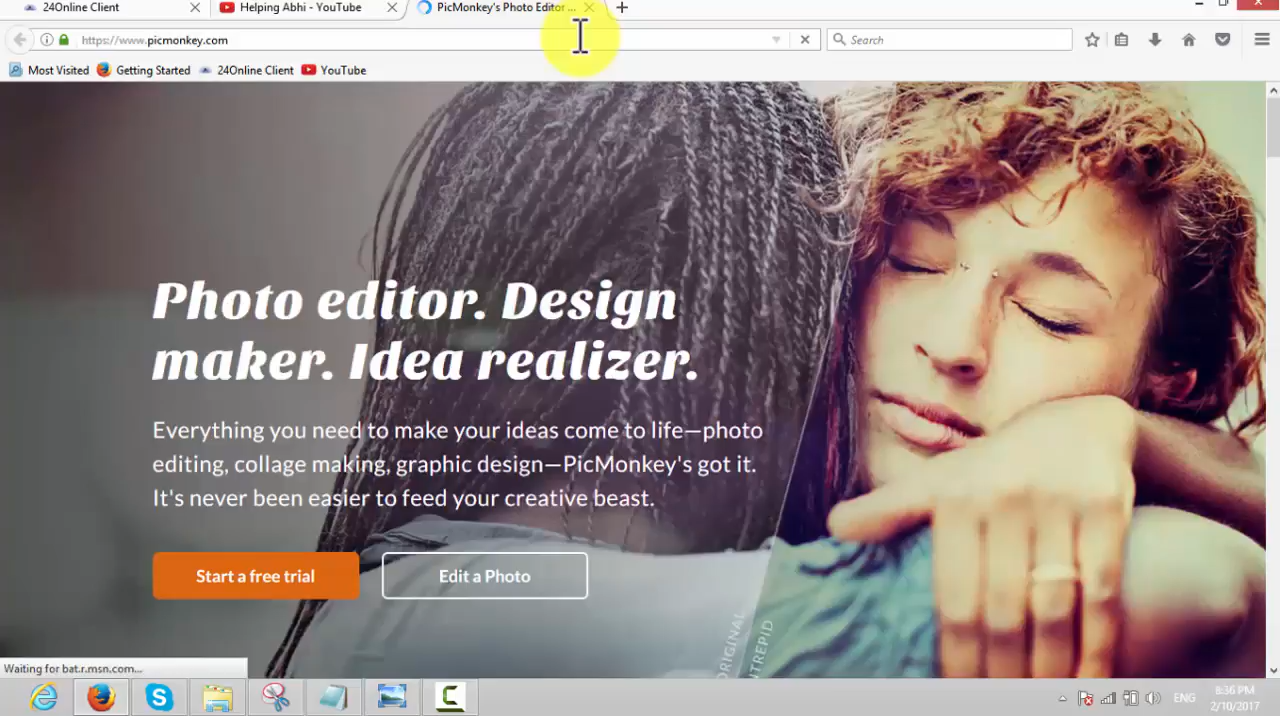 24Online Client
Helping Abhi - YouTube
PicMonkey's Photo Editor ...
https://www.picmonkey.com
Search
Most Visited
Getting Started
24Online Client
YouTube
Photo editor. Design
maker. Idea realizer.
Everything you need to make your ideas come to life—photo
editing, collage making, graphic design—PicMonkey's got it.
It's never been easier to feed your creative beast.
Start a free trial
Edit a Photo
ORIGINAL
INTREPID
Waiting for bat.r.msn.com...
ENG
8:36 PM
2/10/2017